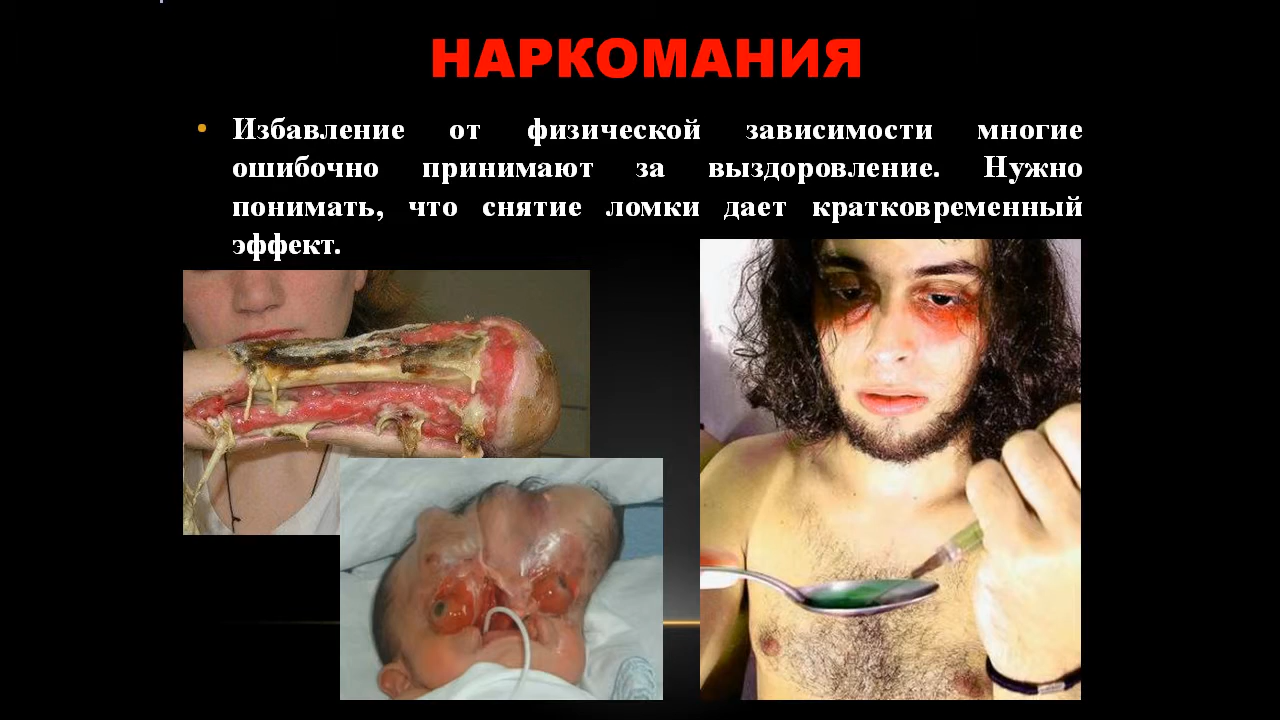 НАРКОМАНИЯ
• Избавление от физической зависимости многие
ошибочно принимают за выздоровление. Нужно
понимать, что снятие ломки дает кратковременный
эффект.